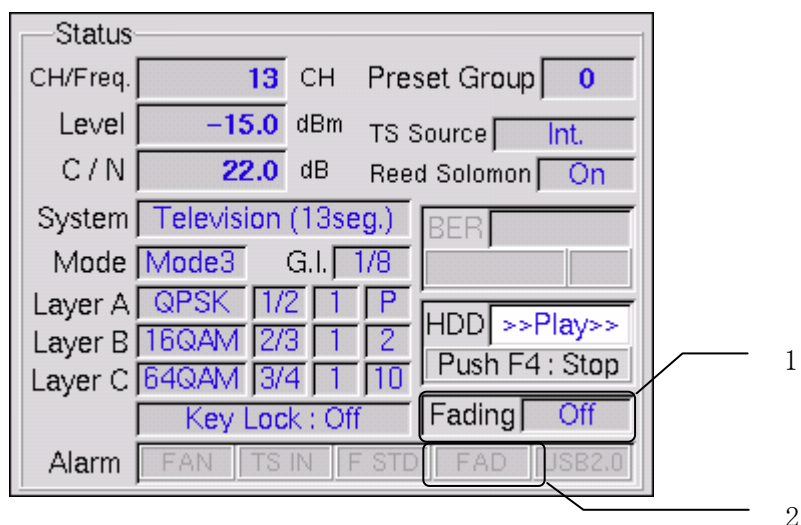 Status
CH/Freq. 13 CH Preset Group 0
Level −15.0 dBm TS Source Int.
C / N 22.0 dB Reed Solomon On
System Television (13seg.) BER
Mode Mode3 G.I. 1/8
Layer A QPSK 1/2 1 P
HDD >>Play>>
Layer B 16QAM 2/3 1 2
Push F4 : Stop
Layer C 64QAM 3/4 1 10
1
Key Lock : Off Fading Off
Alarm FAN TS IN F STD FAD USB2.0
2